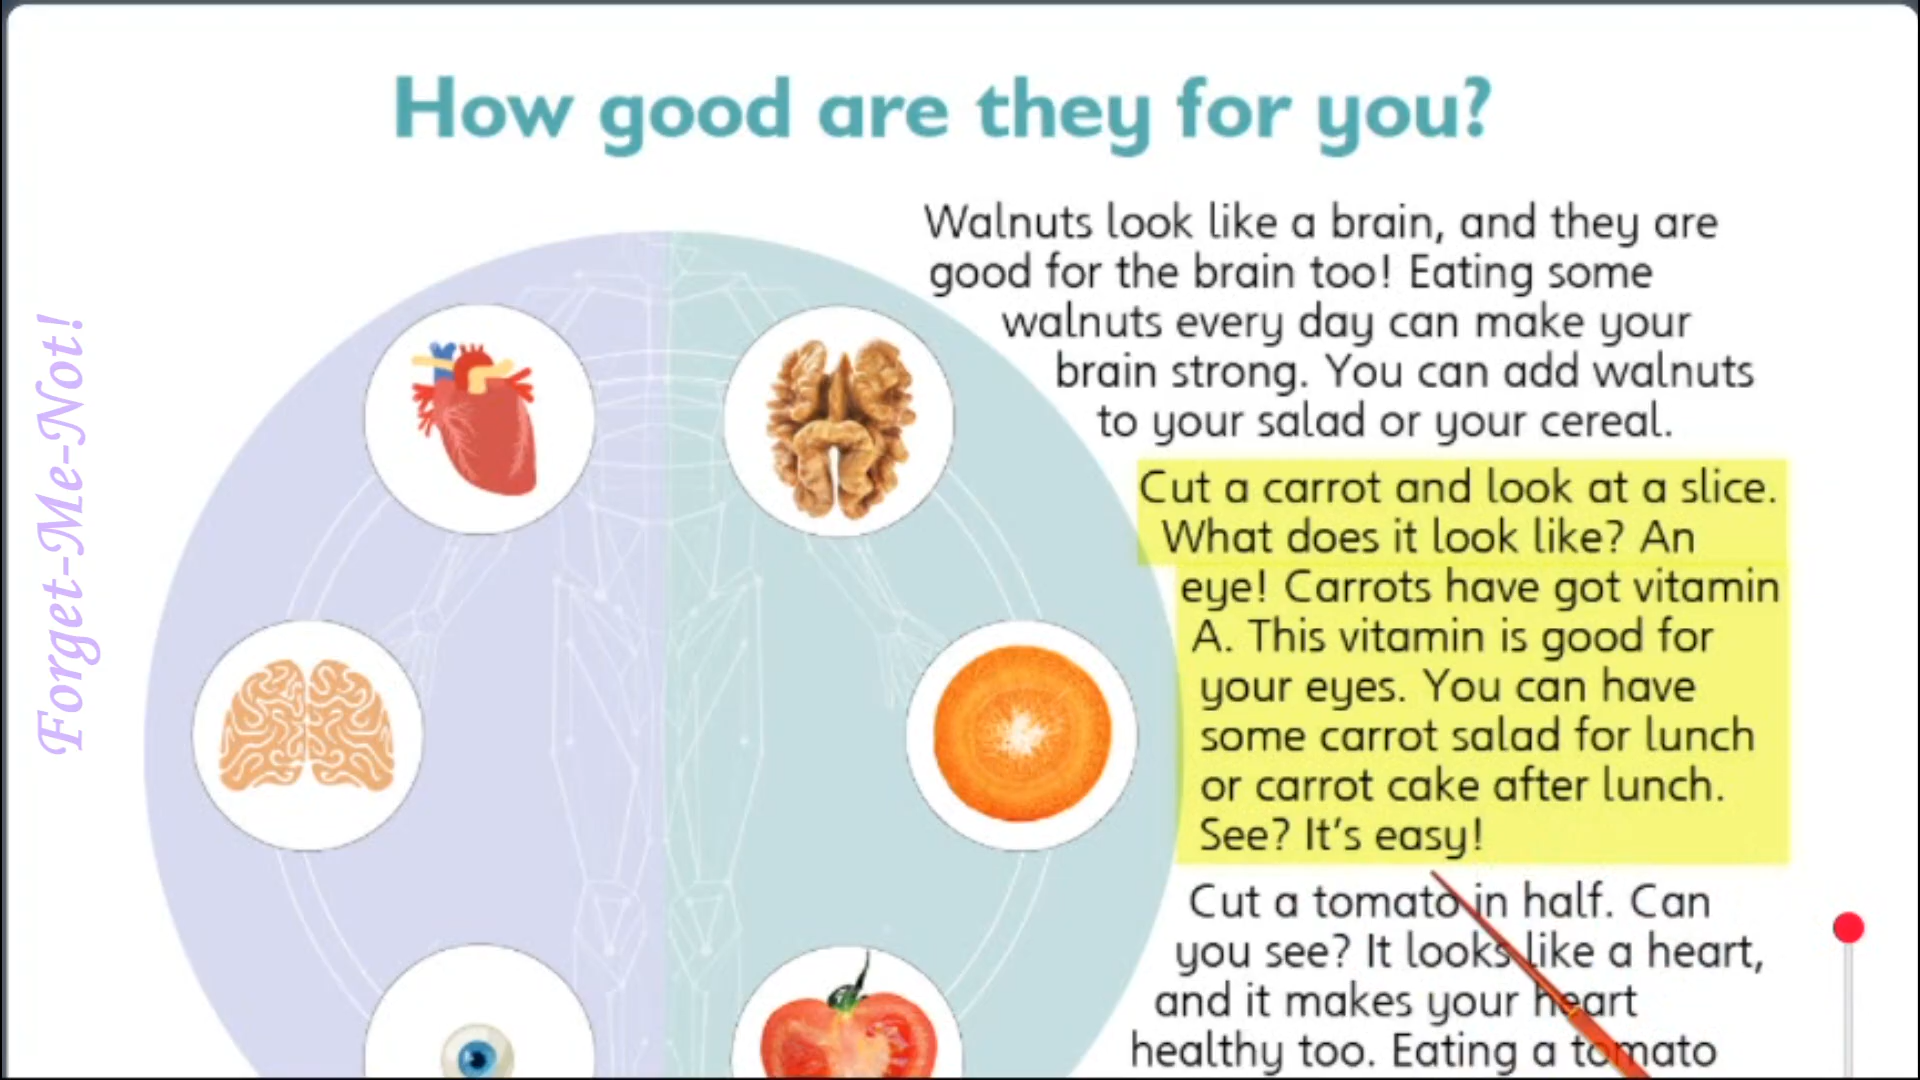 How good are they for you?
Forget-Me-Not!
Walnuts look like a brain, and they are
good for the brain too! Eating some
walnuts every day can make your
brain strong. You can add walnuts
to your salad or your cereal.
Cut a carrot and look at a slice.
What does it look like? An
eye! Carrots have got vitamin
A. This vitamin is good for
your eyes. You can have
some carrot salad for lunch
or carrot cake after lunch.
See? It's easy!
Cut a tomato in half. Can
you see? It looks like a heart,
and it makes your heart
healthy too. Eating a tomato